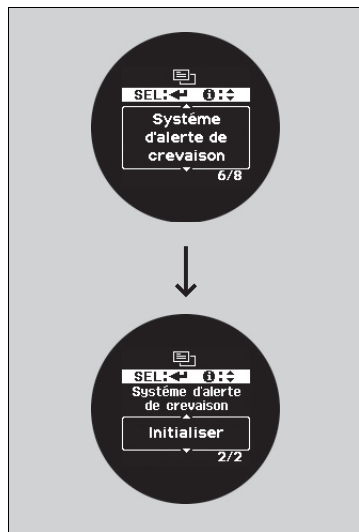 SEL:↵ i:⬍
Systéme
d'alerte de
crevaison
6/8
SEL:↵ i:⬍
Systéme d'alerte
de crevaison
Initialiser
2/2